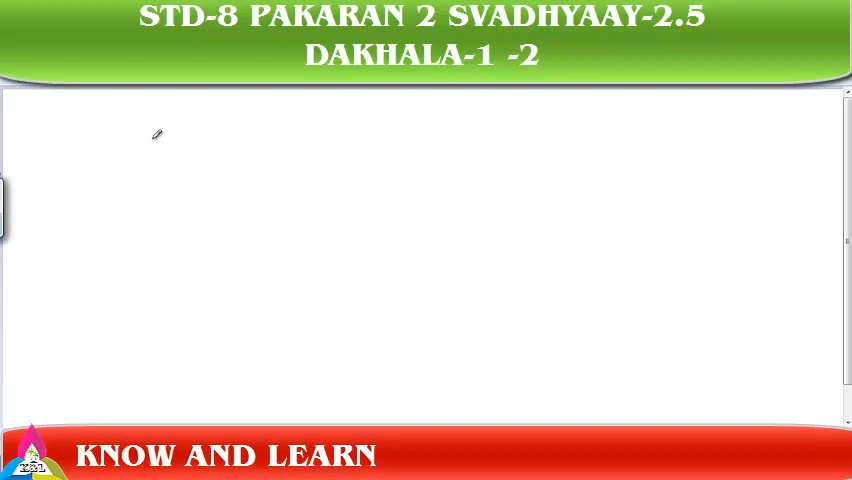 STD-8 PAKARAN 2 SVADHYAAY-2.5
DAKHALA-1 -2
KNOW AND LEARN
K&L